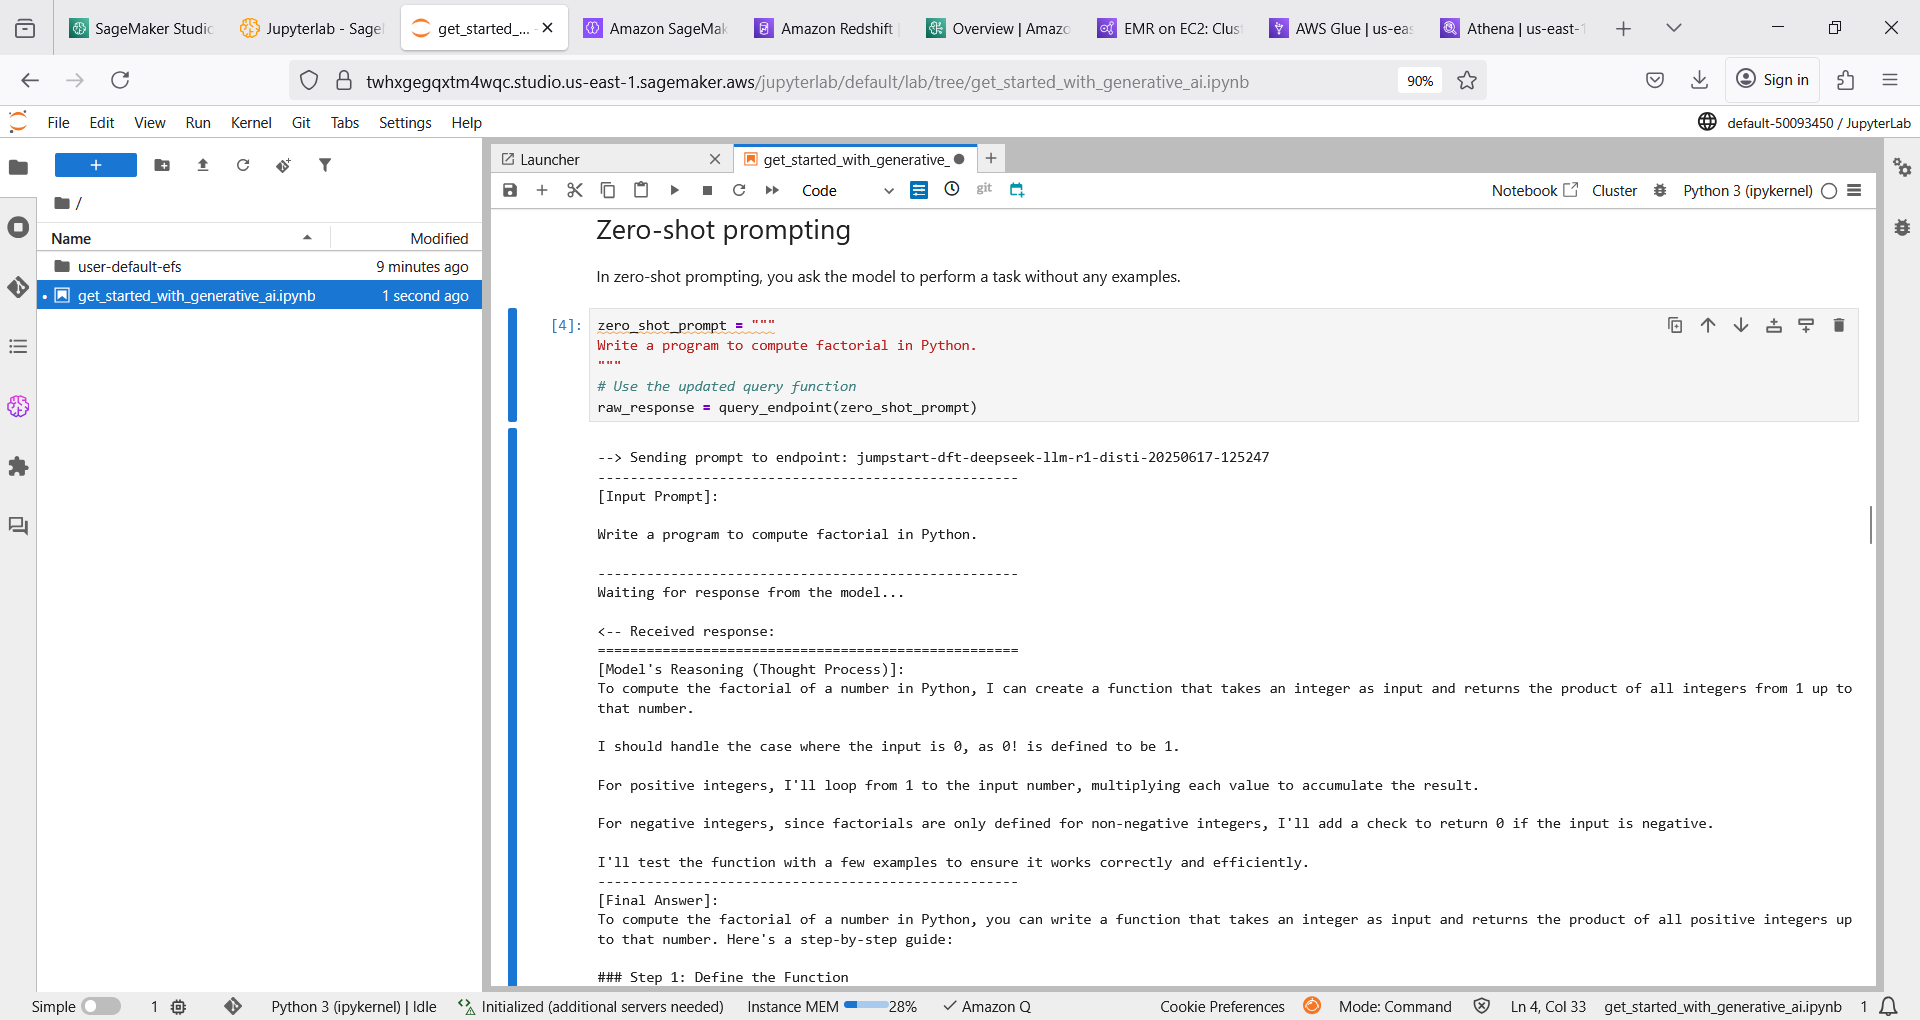 SageMaker Studio
Jupyterlab - SageM
get_started_...
Amazon SageMak
Amazon Redshift
Overview | Amazo
EMR on EC2: Clust
AWS Glue | us-eas
Athena | us-east-1
twhxgegqxtm4wqc.studio.us-east-1.sagemaker.aws/jupyterlab/default/lab/tree/get_started_with_generative_ai.ipynb
90%
Sign in
File Edit View Run Kernel Git Tabs Settings Help
default-50093450 / JupyterLab
/
Name Modified
user-default-efs 9 minutes ago
get_started_with_generative_ai.ipynb 1 second ago
Launcher
get_started_with_generative_
Code
git
Notebook
Cluster
Python 3 (ipykernel)
Zero-shot prompting
In zero-shot prompting, you ask the model to perform a task without any examples.
[4]:
zero_shot_prompt = """
Write a program to compute factorial in Python.
"""
# Use the updated query function
raw_response = query_endpoint(zero_shot_prompt)
--> Sending prompt to endpoint: jumpstart-dft-deepseek-llm-r1-disti-20250617-125247
----------------------------------------------------
[Input Prompt]:
Write a program to compute factorial in Python.
----------------------------------------------------
Waiting for response from the model...
<-- Received response:
====================================================
[Model's Reasoning (Thought Process)]:
To compute the factorial of a number in Python, I can create a function that takes an integer as input and returns the product of all integers from 1 up to
that number.
I should handle the case where the input is 0, as 0! is defined to be 1.
For positive integers, I'll loop from 1 to the input number, multiplying each value to accumulate the result.
For negative integers, since factorials are only defined for non-negative integers, I'll add a check to return 0 if the input is negative.
I'll test the function with a few examples to ensure it works correctly and efficiently.
----------------------------------------------------
[Final Answer]:
To compute the factorial of a number in Python, you can write a function that takes an integer as input and returns the product of all positive integers up
to that number. Here's a step-by-step guide:
### Step 1: Define the Function
Simple
1
Python 3 (ipykernel) | Idle
Initialized (additional servers needed)
Instance MEM 28%
Amazon Q
Cookie Preferences
Mode: Command
Ln 4, Col 33
get_started_with_generative_ai.ipynb
1